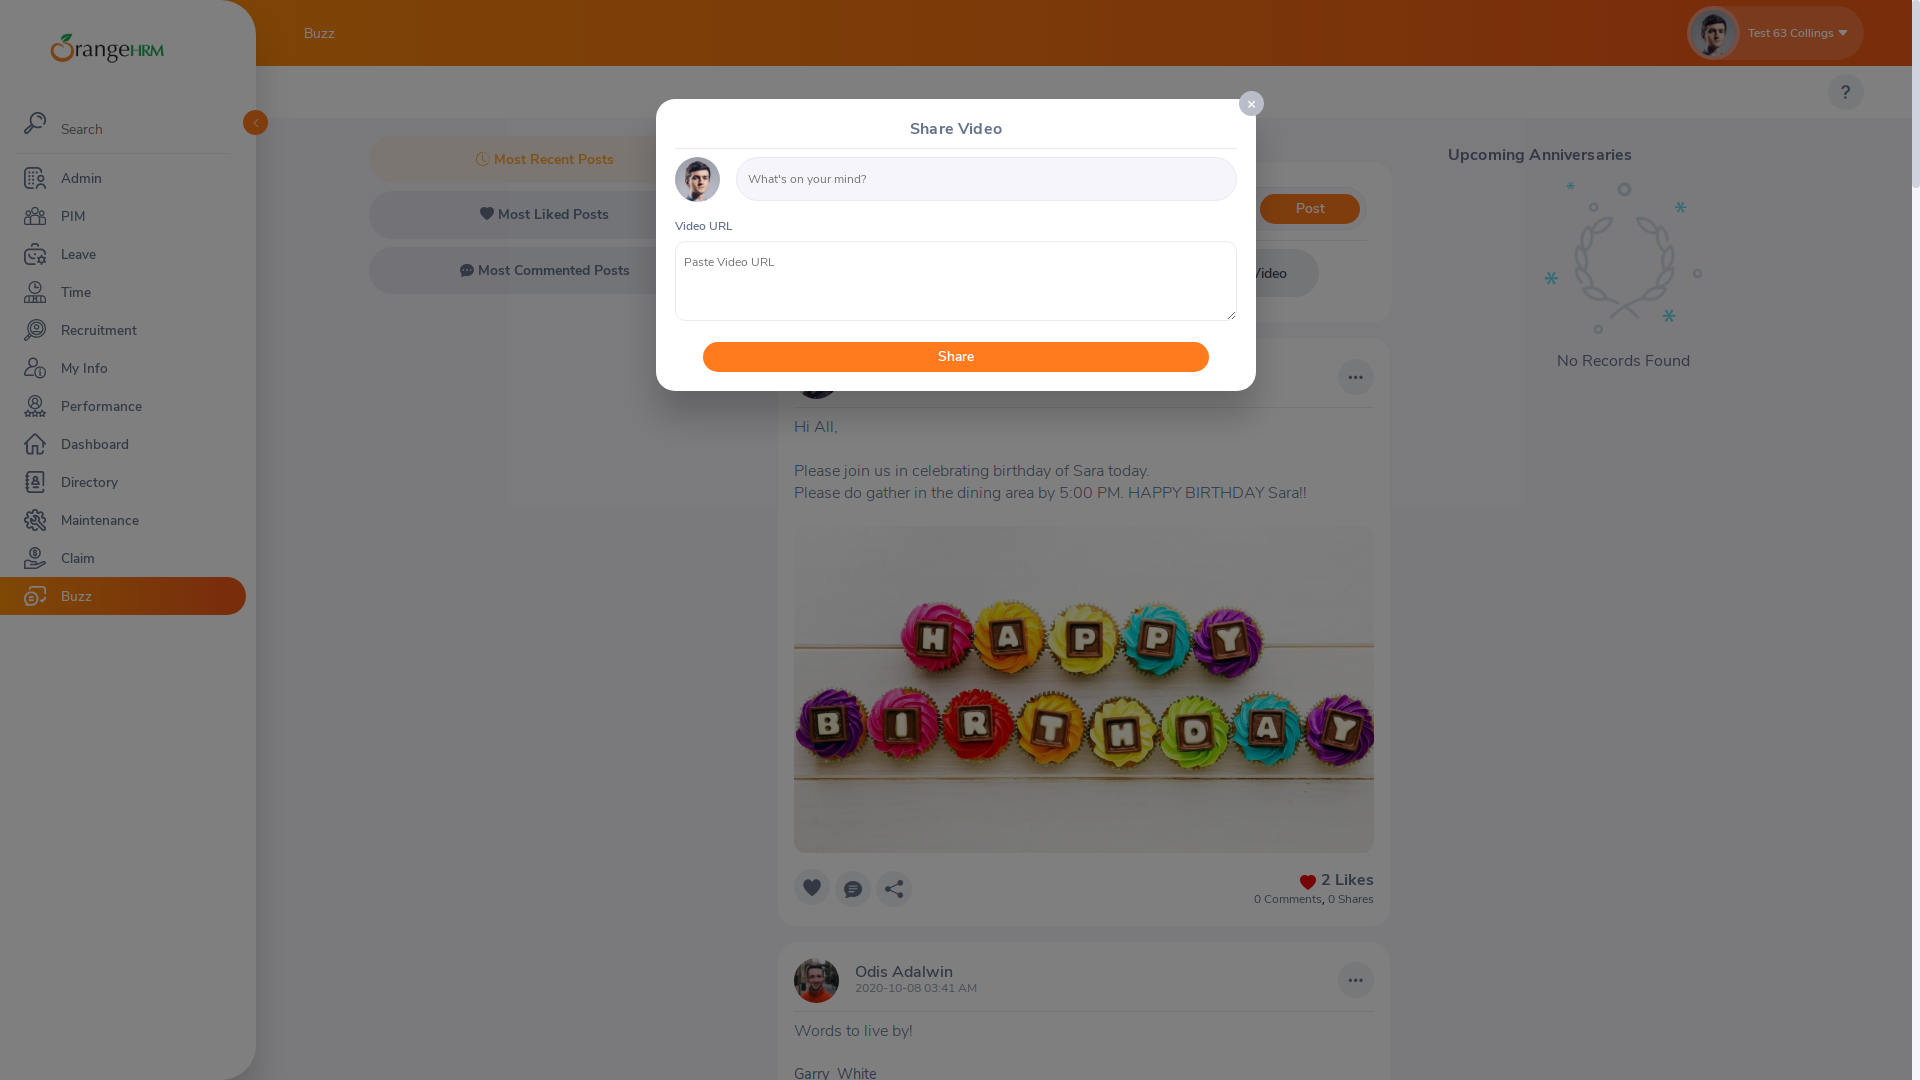 OrangeHRM
Buzz
Test 63 Collings
?
Search
Admin
PIM
Leave
Time
Recruitment
My Info
Performance
Dashboard
Directory
Maintenance
Claim
Buzz
Most Recent Posts
Most Liked Posts
Most Commented Posts
Share Video
×
What's on your mind?
Video URL
Paste Video URL
Share
Post
Video
Upcoming Anniversaries
No Records Found
Hi All,
Please join us in celebrating birthday of Sara today.
Please do gather in the dining area by 5:00 PM. HAPPY BIRTHDAY Sara!!
HAPPY
BIRTHDAY
2 Likes
0 Comments, 0 Shares
Odis Adalwin
2020-10-08 03:41 AM
Words to live by!
Garry White